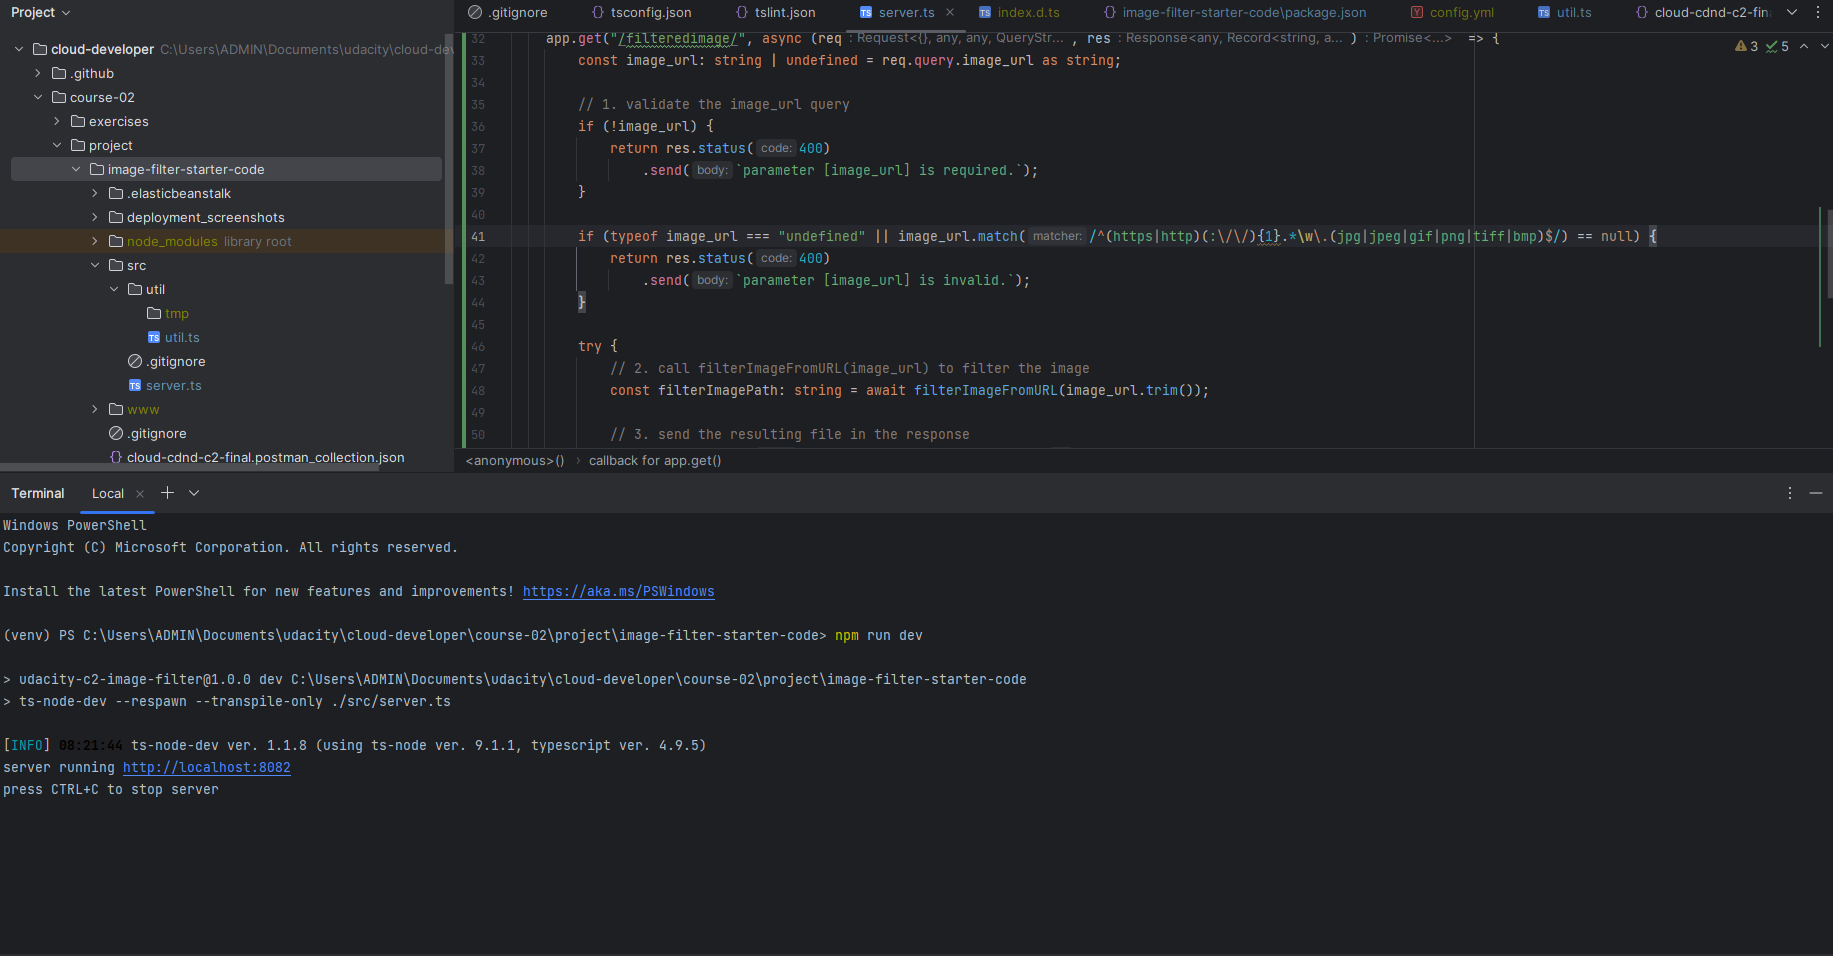 Project
.gitignore
tsconfig.json
tslint.json
server.ts
index.d.ts
image-filter-starter-code\package.json
config.yml
util.ts
cloud-cdnd-c2-fin
cloud-developer C:\Users\ADMIN\Documents\udacity\cloud-dev
.github
course-02
exercises
project
image-filter-starter-code
.elasticbeanstalk
deployment_screenshots
node_modules library root
src
util
tmp
util.ts
.gitignore
server.ts
www
.gitignore
cloud-cdnd-c2-final.postman_collection.json
32 app.get("/filteredimage/", async (req : Request<{}, any, any, QueryStr... , res : Response<any, Record<string, a... ) : Promise<...> => {
3 5
33 const image_url: string | undefined = req.query.image_url as string;
34
35 // 1. validate the image_url query
36 if (!image_url) {
37 return res.status( code: 400)
38 .send( body: `parameter [image_url] is required.`);
39 }
40
41 if (typeof image_url === "undefined" || image_url.match( matcher: /^(https|http)(:\/\/){1}.*\w\.(jpg|jpeg|gif|png|tiff|bmp)$/) == null) {
42 return res.status( code: 400)
43 .send( body: `parameter [image_url] is invalid.`);
44 }
45
46 try {
47 // 2. call filterImageFromURL(image_url) to filter the image
48 const filterImagePath: string = await filterImageFromURL(image_url.trim());
49
50 // 3. send the resulting file in the response
<anonymous>() › callback for app.get()
Terminal Local
Windows PowerShell
Copyright (C) Microsoft Corporation. All rights reserved.
Install the latest PowerShell for new features and improvements! https://aka.ms/PSWindows
(venv) PS C:\Users\ADMIN\Documents\udacity\cloud-developer\course-02\project\image-filter-starter-code> npm run dev
> udacity-c2-image-filter@1.0.0 dev C:\Users\ADMIN\Documents\udacity\cloud-developer\course-02\project\image-filter-starter-code
> ts-node-dev --respawn --transpile-only ./src/server.ts
[INFO] 08:21:44 ts-node-dev ver. 1.1.8 (using ts-node ver. 9.1.1, typescript ver. 4.9.5)
server running http://localhost:8082
press CTRL+C to stop server